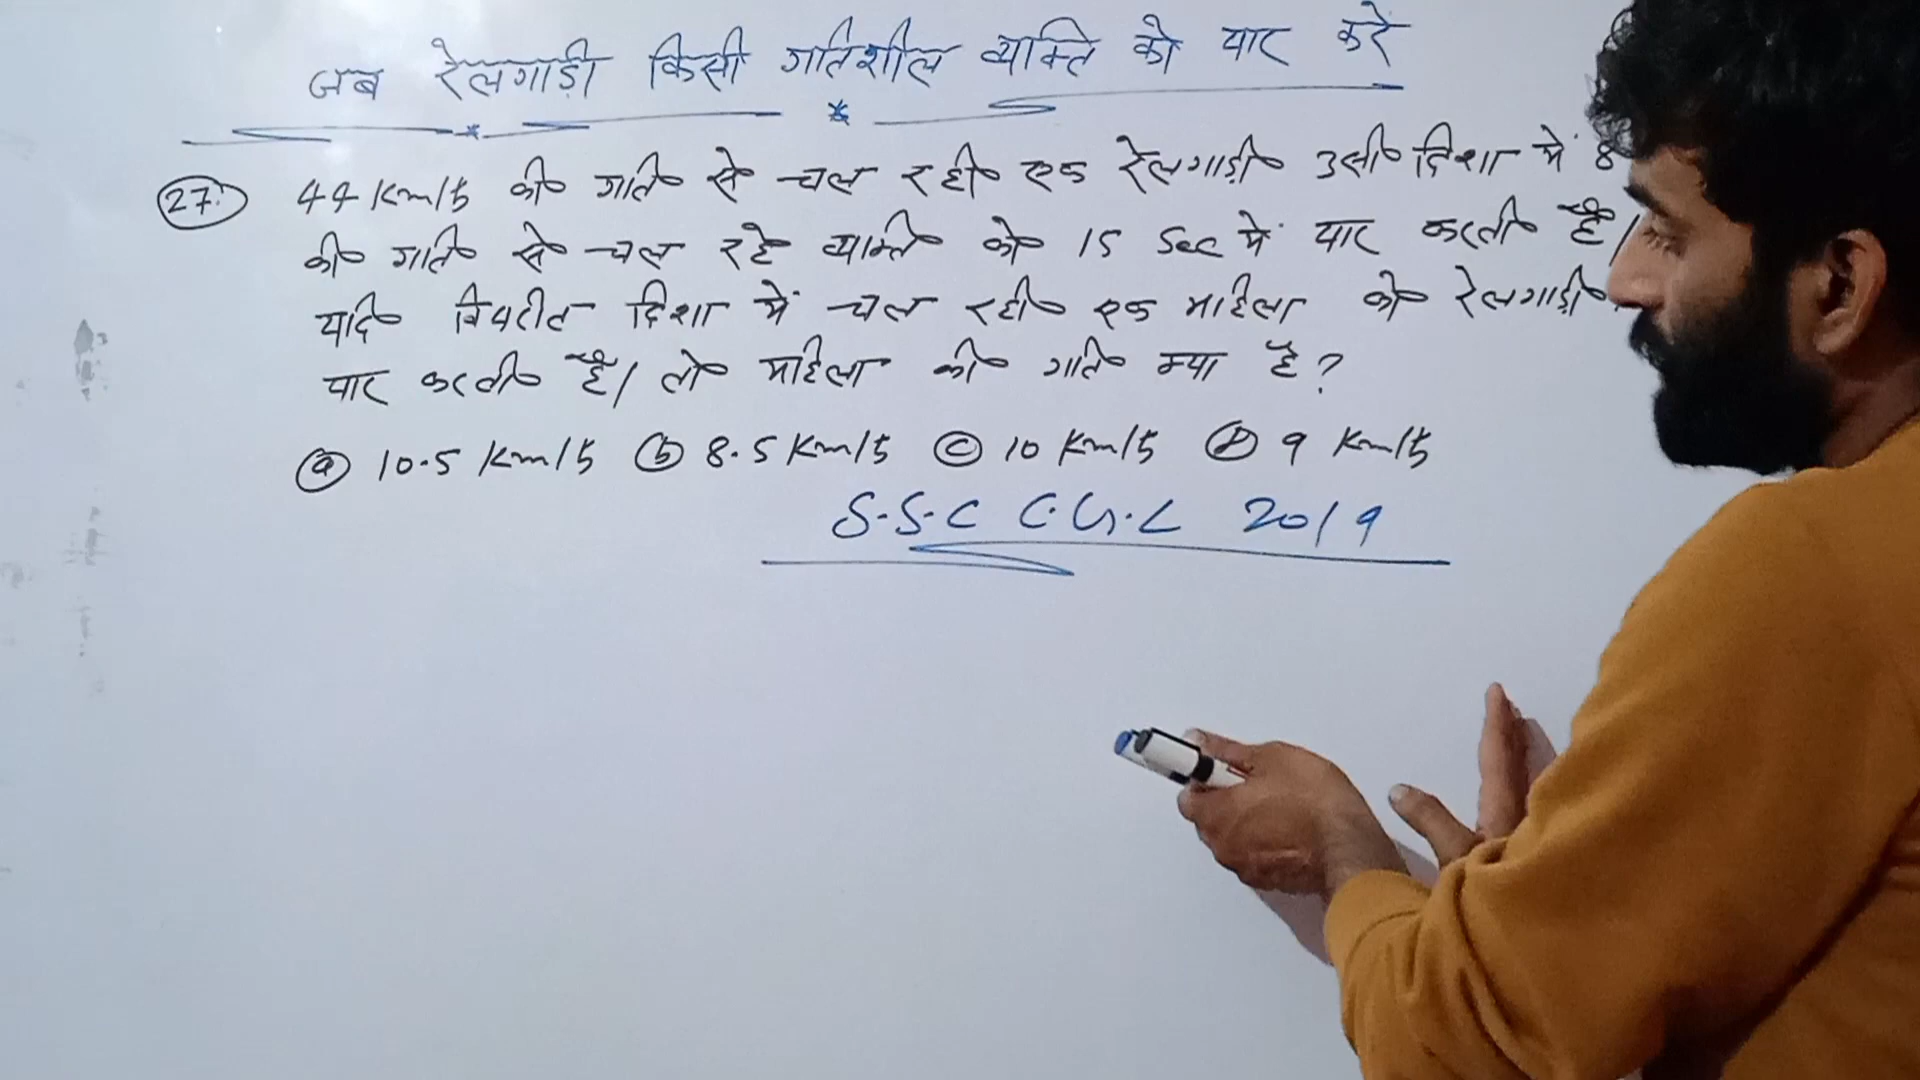 जब रेलगाड़ी किसी गतिशील व्यक्ति को पार करे
27. 44 km/h की गति से चल रही एक रेलगाड़ी उसी दिशा में 8
की गति से चल रहे व्यक्ति को 15 Sec में पार करती है।
यदि विपरीत दिशा में चल रही एक महिला को रेलगाड़ी
पार करती है। तो महिला की गति क्या है?
(a) 10.5 Km/h (b) 8.5 Km/h (c) 10 Km/h (d) 9 Km/h
S.S.C C.G.L 2019